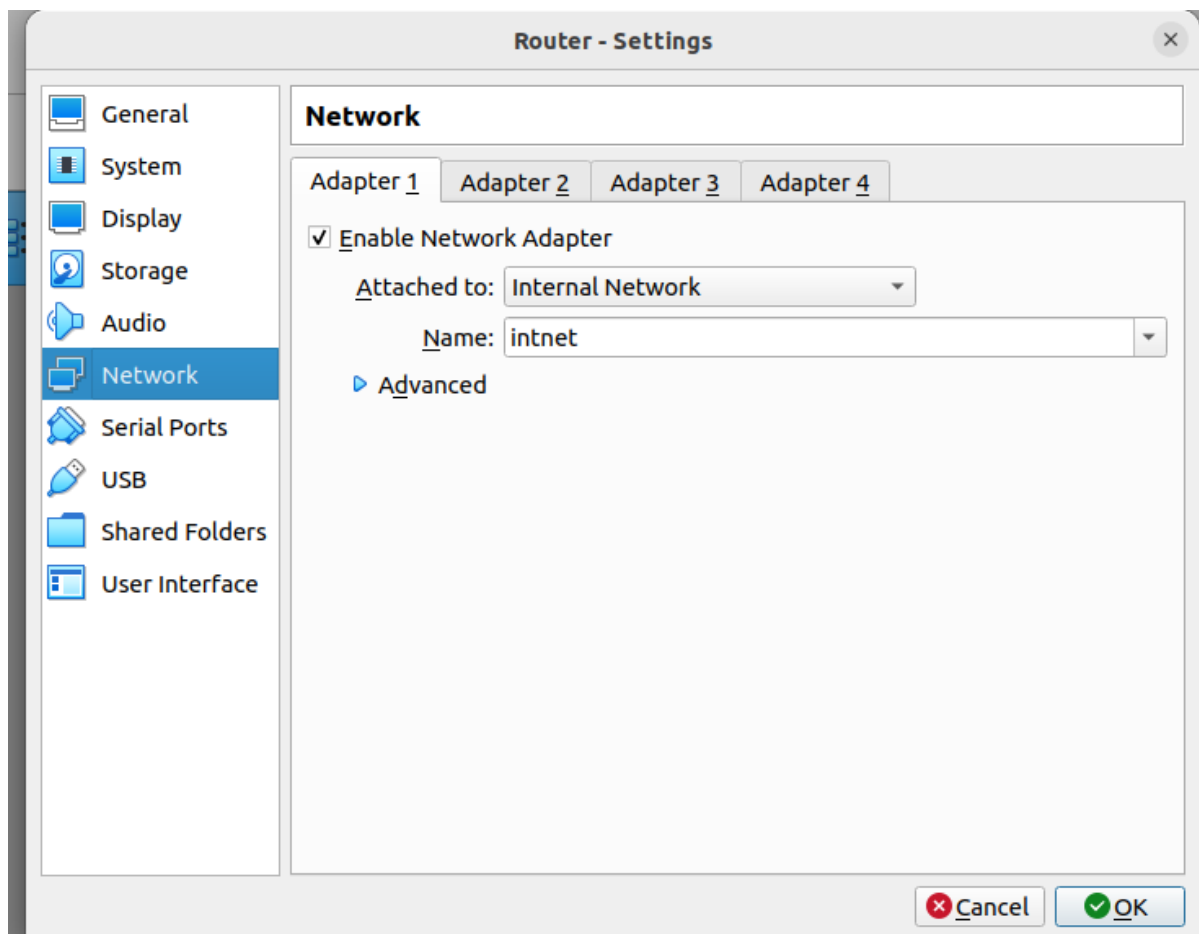 Router - Settings
General
System
Display
Storage
Audio
Network
Serial Ports
USB
Shared Folders
User Interface
Network
Adapter 1 Adapter 2 Adapter 3 Adapter 4
Enable Network Adapter
Attached to: Internal Network
Name: intnet
Advanced
Cancel OK